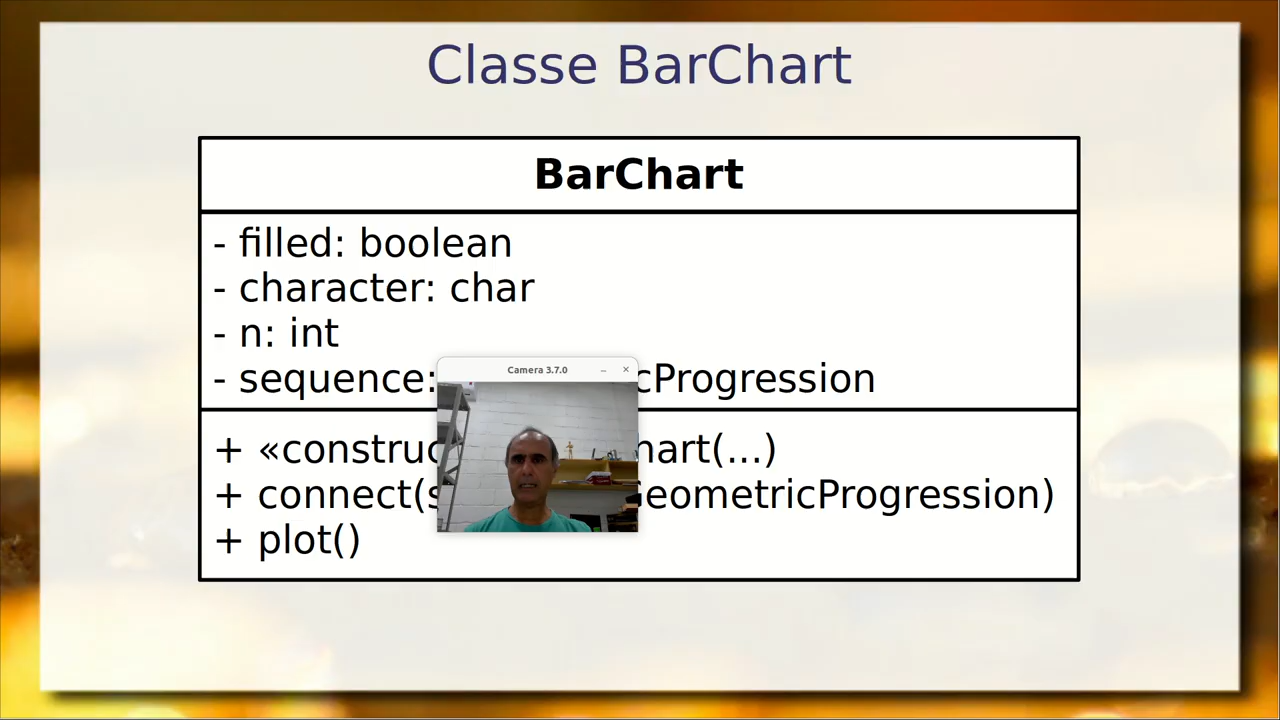 Classe BarChart
BarChart
- filled: boolean
- character: char
- n: int
- sequence: cProgression
Camera 3.7.0
+ «construc hart(...)
+ connect(s eometricProgression)
+ plot()